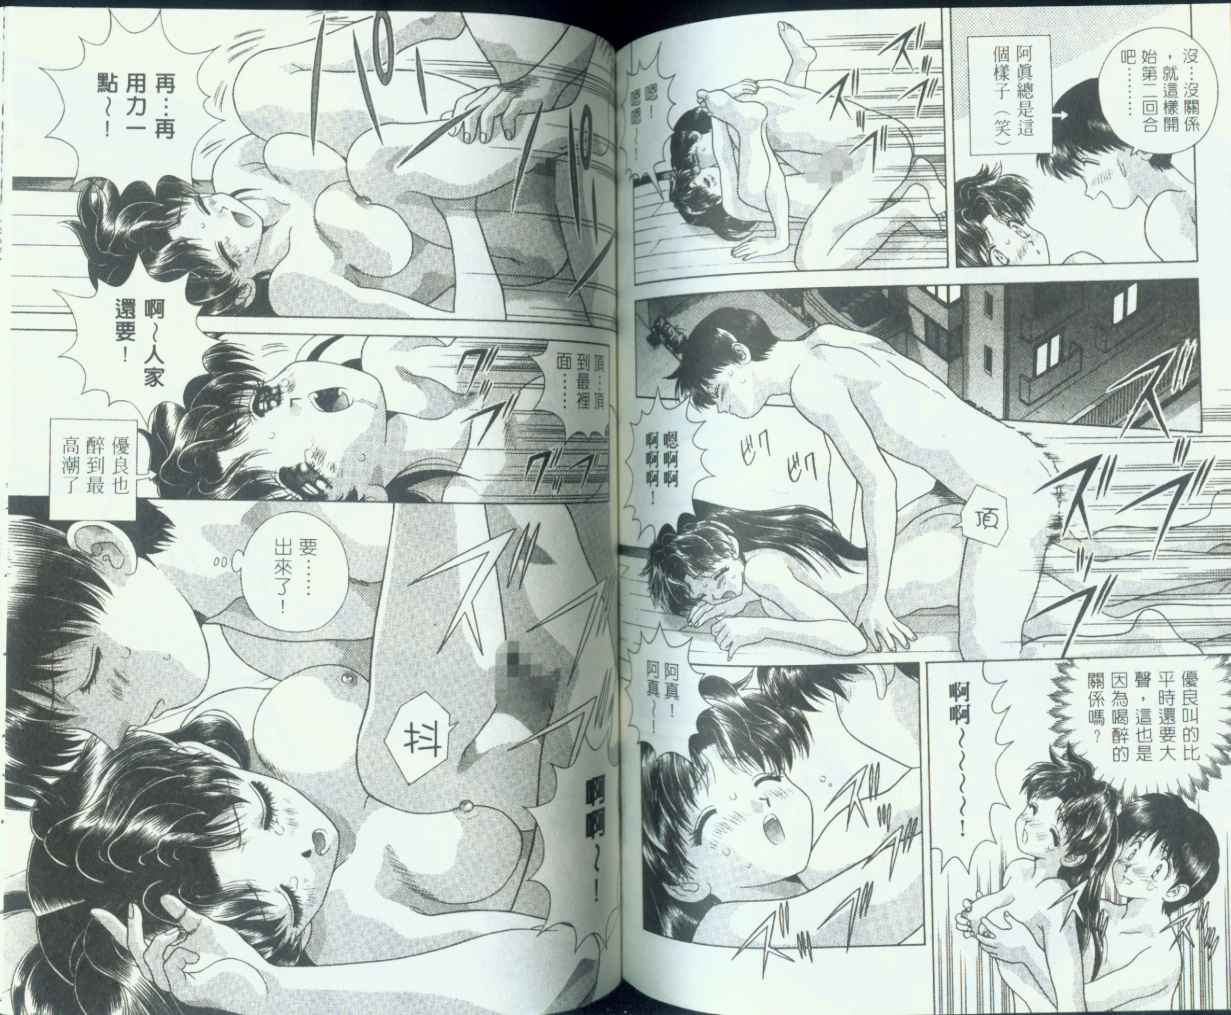 沒…沒關係
，就這樣開
始第二回合
吧………
阿眞總是這
個樣子（笑）
嗯！
嗯嗯～！
嗯啊啊
啊啊啊！
頂
優良叫的比
平時還要大
聲，這也是
因為喝醉的
關係嗎？
啊啊～～～～～！
阿真！
阿真～！
再…再
用力一
點～！
啊～人家
還要！
頂…頂
到最裡
面……
優良也
醉到最
高潮了
要……
出來了！
抖
啊啊～！